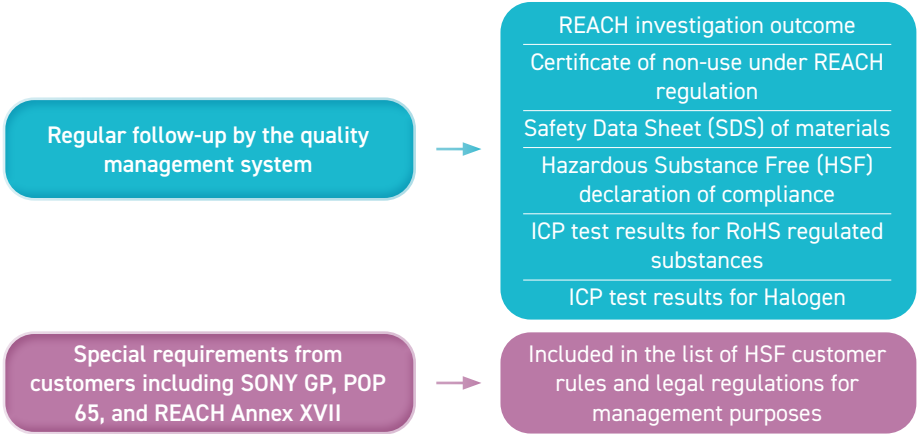 Regular follow-up by the quality
management system
REACH investigation outcome
Certificate of non-use under REACH
regulation
Safety Data Sheet (SDS) of materials
Hazardous Substance Free (HSF)
declaration of compliance
ICP test results for RoHS regulated
substances
ICP test results for Halogen
Special requirements from
customers including SONY GP, POP
65, and REACH Annex XVII
Included in the list of HSF customer
rules and legal regulations for
management purposes